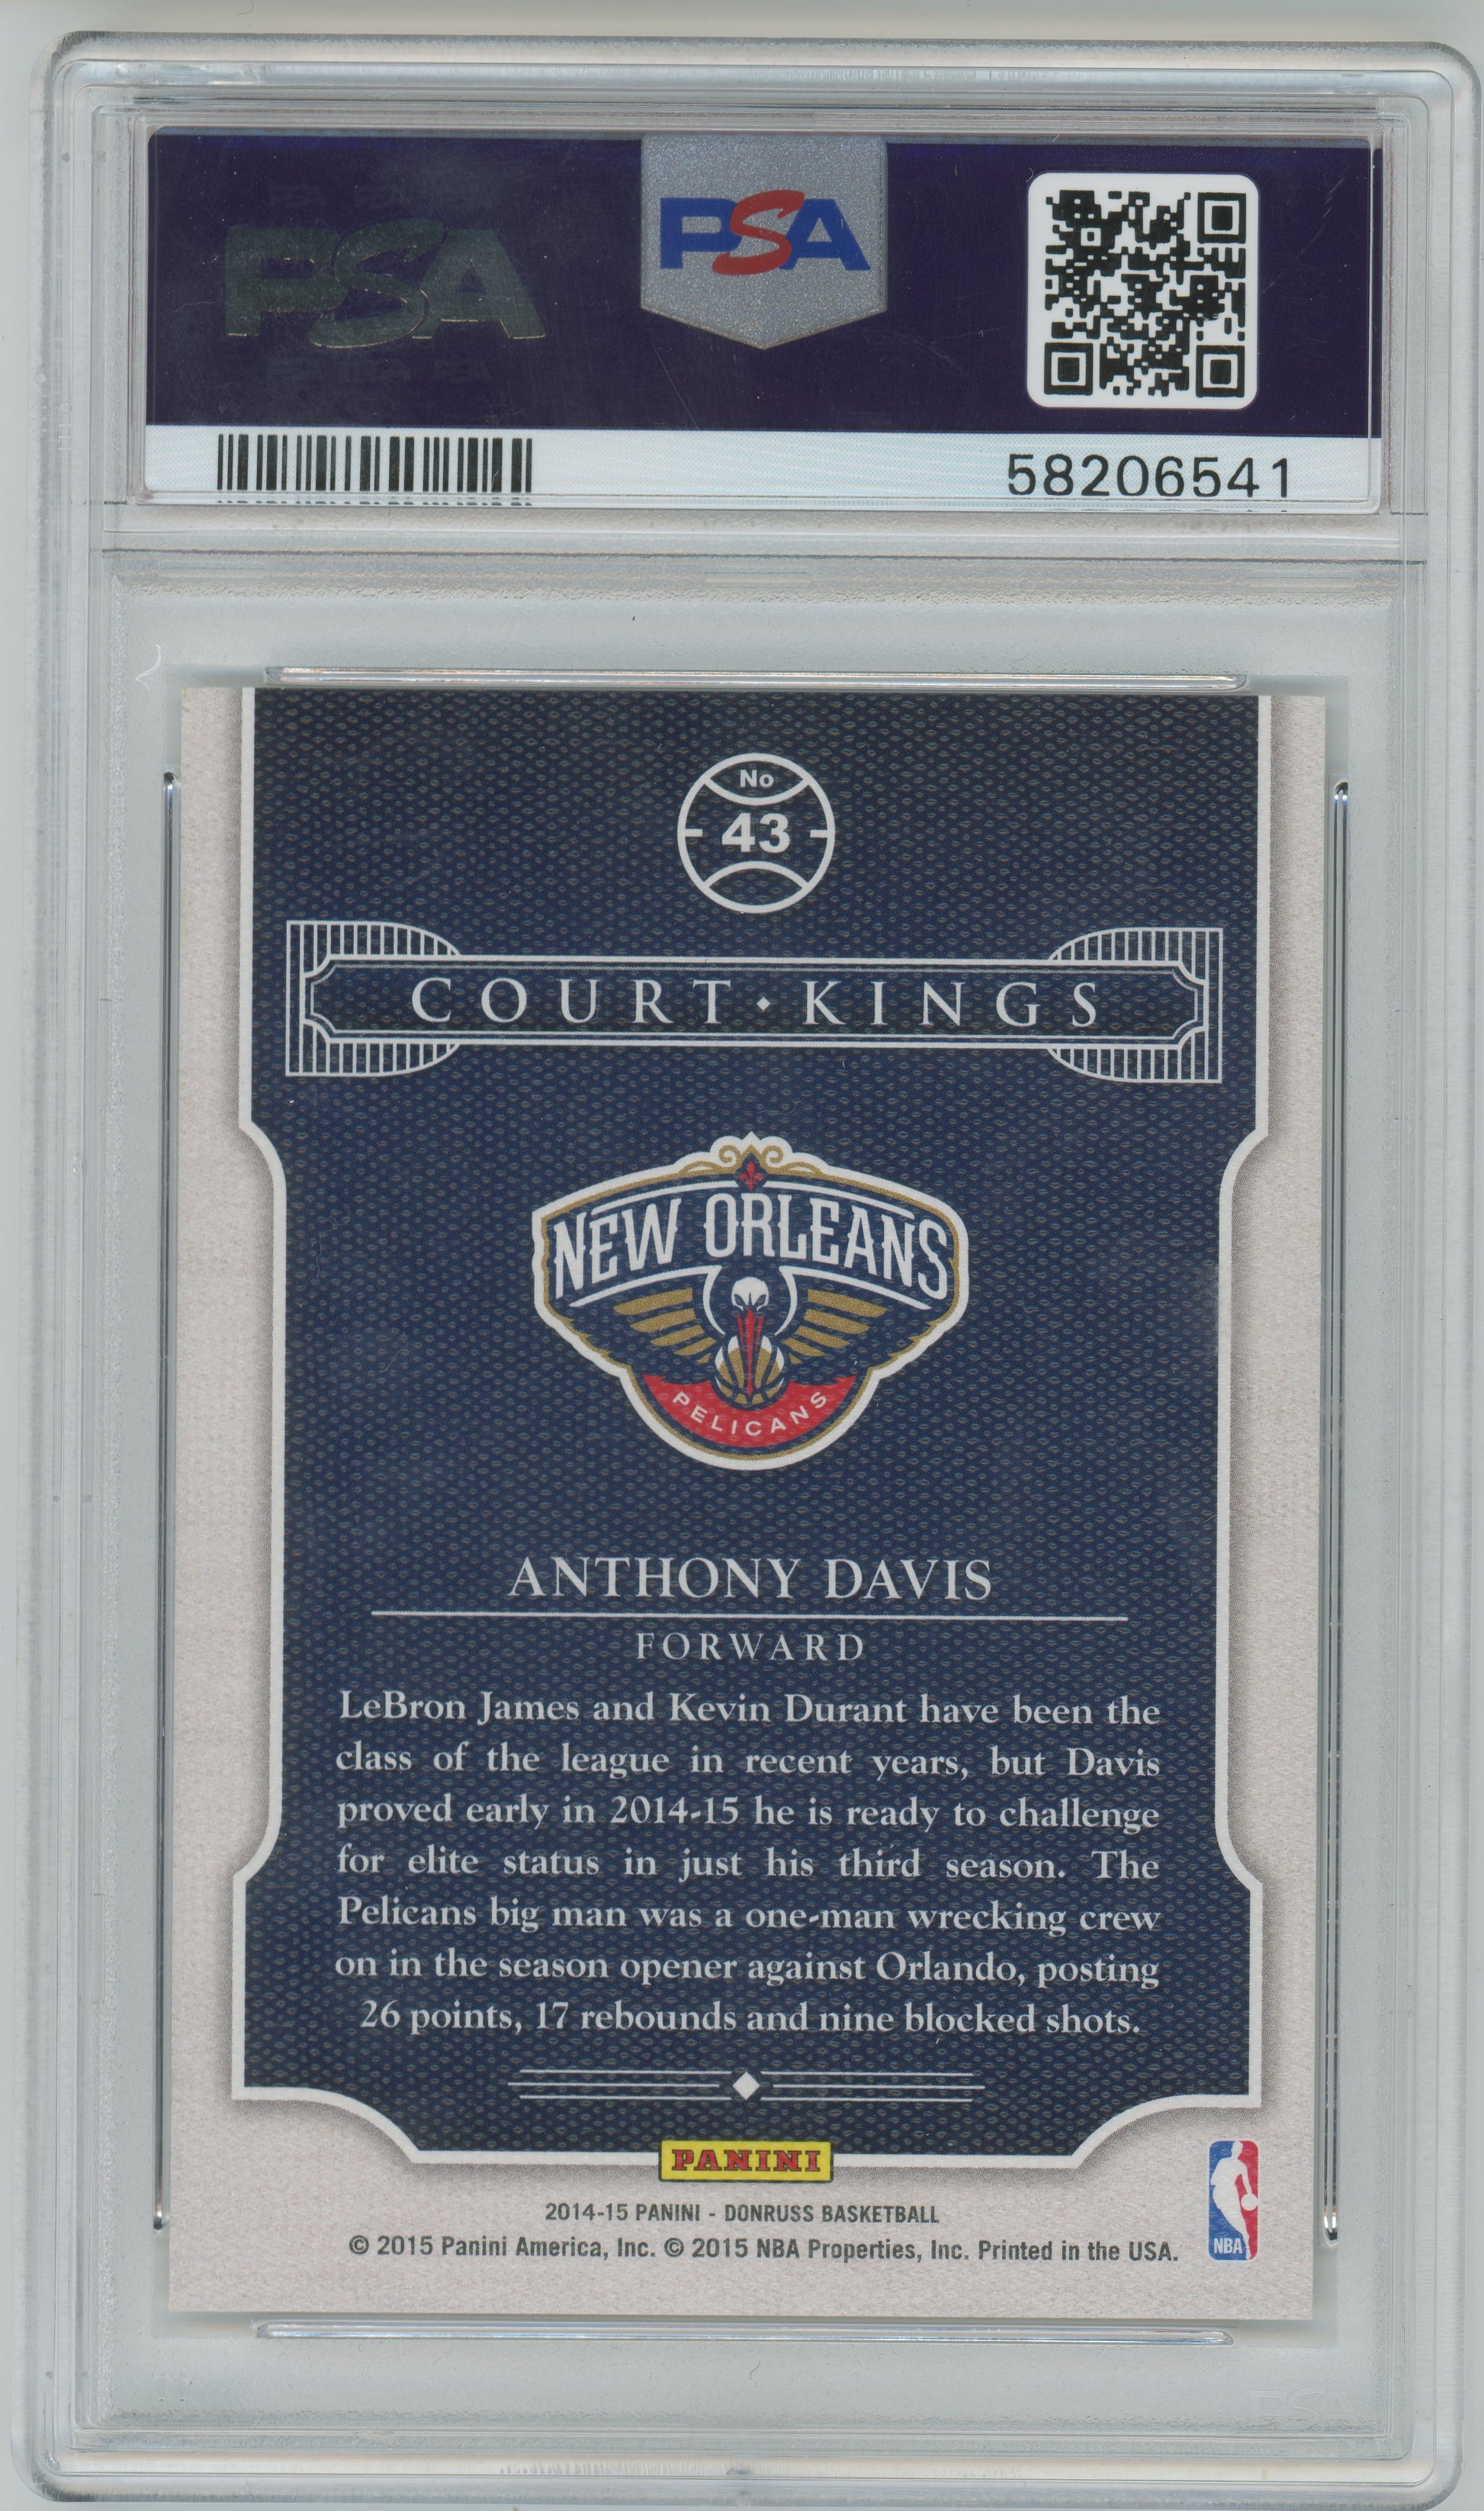 PSA
PSA
58206541
No
43
COURT • KINGS
NEW ORLEANS
PELICANS
ANTHONY DAVIS
FORWARD
LeBron James and Kevin Durant have been the
class of the league in recent years, but Davis
proved early in 2014-15 he is ready to challenge
for elite status in just his third season. The
Pelicans big man was a one-man wrecking crew
on in the season opener against Orlando, posting
26 points, 17 rebounds and nine blocked shots.
PANINI
2014-15 PANINI - DONRUSS BASKETBALL
© 2015 Panini America, Inc. © 2015 NBA Properties, Inc. Printed in the USA.
NBA
PSA